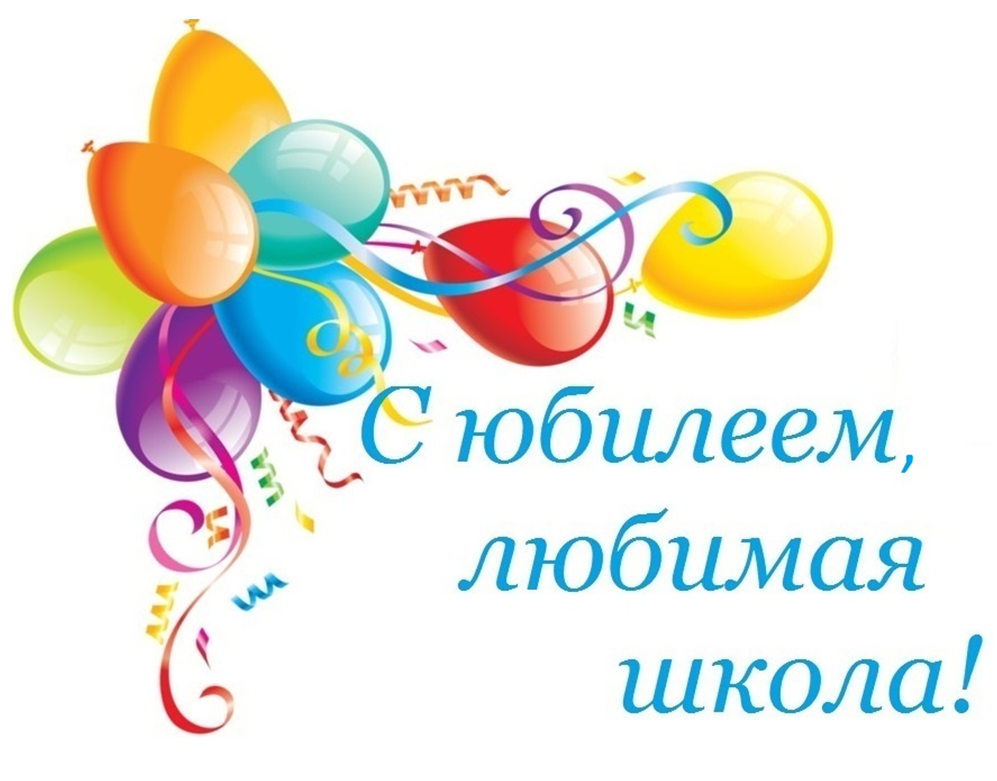 С юбилеем,
любимая
школа!